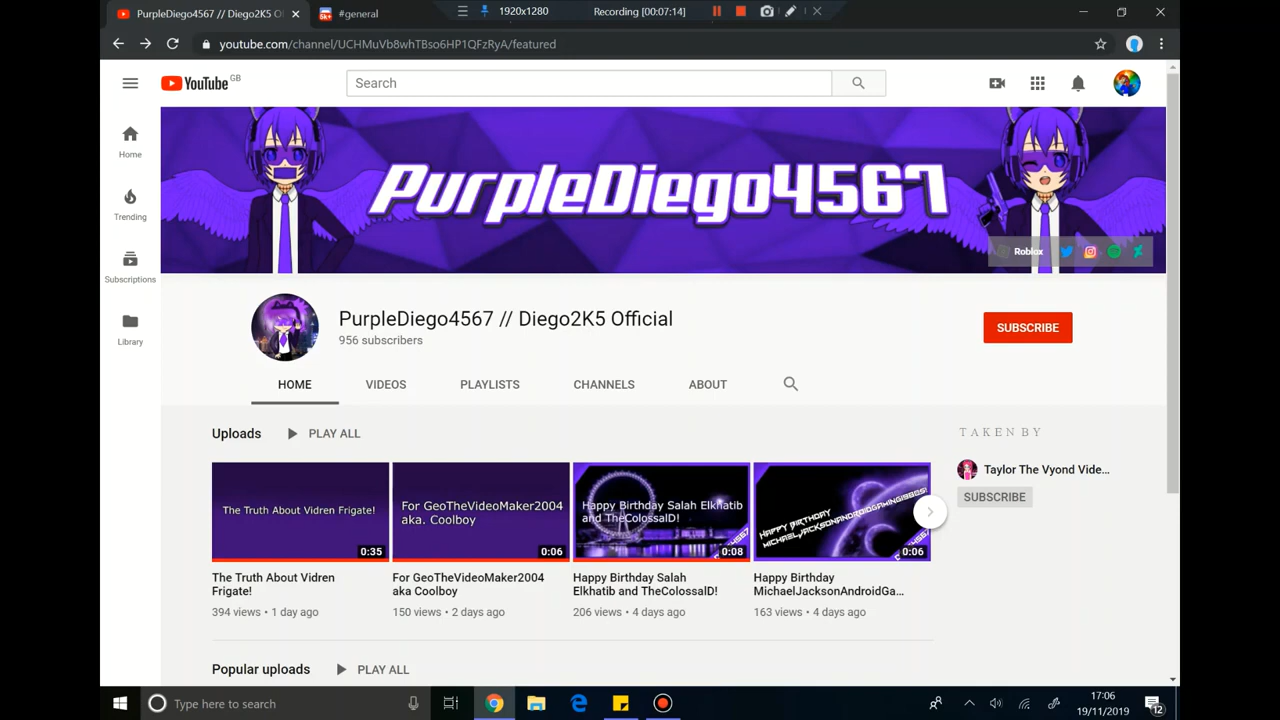 PurpleDiego4567 // Diego2K5 Of
#general
1920x1280
Recording [00:07:14]
youtube.com/channel/UCHMuVb8whTBso6HP1QFzRyA/featured
YouTube GB
Search
PurpleDiego4567
Roblox
Home
Trending
Subscriptions
Library
PurpleDiego4567 // Diego2K5 Official
956 subscribers
SUBSCRIBE
HOME VIDEOS PLAYLISTS CHANNELS ABOUT
Uploads PLAY ALL
TAKEN BY
Taylor The Vyond Vide...
SUBSCRIBE
The Truth About Vidren Frigate!
0:35
For GeoTheVideoMaker2004
aka. Coolboy
0:06
Happy Birthday Salah Elkhatib
and TheColossalD!
4567
0:08
HAPPY BIRTHDAY
MICHAELJACKSONANDROIDGAMING1980S!
4567
0:06
The Truth About Vidren
Frigate!
394 views • 1 day ago
For GeoTheVideoMaker2004
aka Coolboy
150 views • 2 days ago
Happy Birthday Salah
Elkhatib and TheColossalD!
206 views • 4 days ago
Happy Birthday
MichaelJacksonAndroidGa...
163 views • 4 days ago
Popular uploads PLAY ALL
Type here to search
17:06
19/11/2019
12